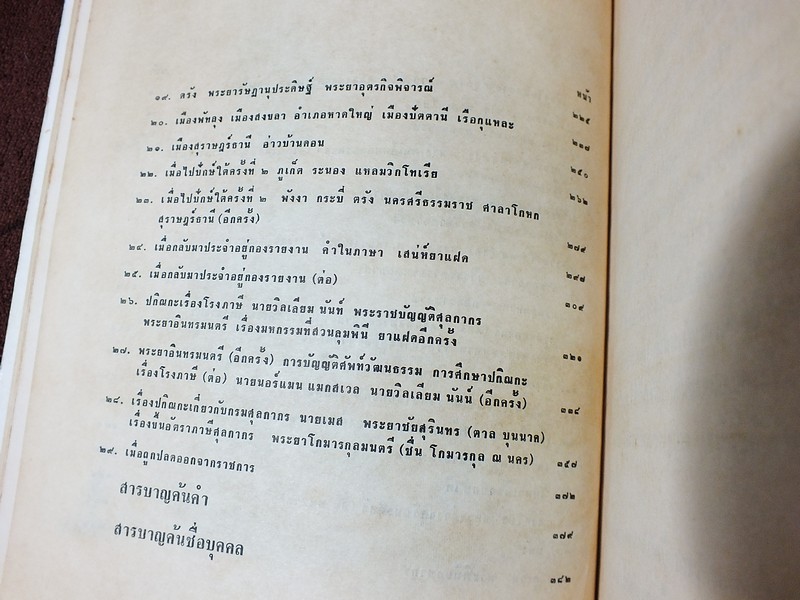 หน้า
๑๙. ตรัง พระยารัษฎานุประดิษฐ์ พระยาอุตรกิจพิจารณ์ ๒๒๕
๒๐. เมืองพัทลุง เมืองสงขลา อำเภอหาดใหญ่ เมืองปัตตานี เรือกุแหละ ๒๓๗
๒๑. เมืองสุราษฎร์ธานี อ่าวบ้านดอน ๒๕๐
๒๒. เมื่อไปปักษ์ใต้ครั้งที่ ๒ ภูเก็ต ระนอง แหลมวิกโทเรีย ๒๖๒
๒๓. เมื่อไปปักษ์ใต้ครั้งที่ ๒ พังงา กระบี่ ตรัง นครศรีธรรมราช ศาลาโกหก
สุราษฎร์ธานี (อีกครั้ง) ๒๗๙
๒๔. เมื่อกลับมาประจำอยู่กองรายงาน คำในภาษา เสน่ห์ยาแฝด ๒๙๗
๒๕. เมื่อกลับมาประจำอยู่กองรายงาน (ต่อ) ๓๐๙
๒๖. ปกิณกะเรื่องโรงภาษี นายวิลเลียม นันท์ พระราชบัญญัติศุลกากร
พระยาอินทรมนตรี เรื่องมหกรรมที่สวนลุมพินี ยาแฝดอีกครั้ง ๓๒๑
๒๗. พระยาอินทรมนตรี (อีกครั้ง) การบัญญัติศัพท์วัฒนธรรม การศึกษาปกิณกะ
เรื่องโรงภาษี (ต่อ) นายนอร์แมน แมกสเวล นายวิลเลียม นันน์ (อีกครั้ง) ๓๓๘
๒๘. เรื่องปกิณกะเกี่ยวกับกรมศุลกากร นายเมส พระยาชัยสุรินทร (ตาล บุนนาค)
เรื่องขึ้นอัตราภาษีศุลกากร พระยาโกมารกุลมนตรี (ชื่น โกมารกุล ณ นคร) ๓๕๗
๒๙. เมื่อถูกปลดออกจากราชการ ๓๗๒
สารบาญค้นคำ ๓๗๙
สารบาญค้นชื่อบุคคล ๓๘๒